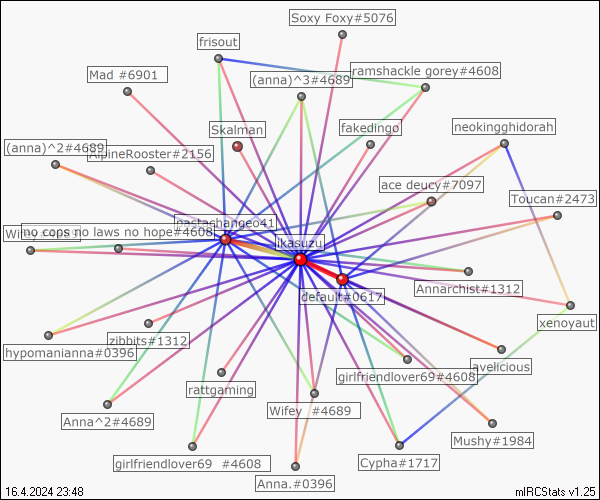 Soxy Foxy#5076
frisout
Mad #6901
(anna)^3#4689
ramshackle gorey#4608
Skalman
fakedingo
neokingghidorah
(anna)^2#4689
AlpineRooster#2156
ace deucy#7097
Toucan#2473
pastachangeo41
no cops no laws no hope#4608
ikasuzu
default#0617
Annarchist#1312
xenoyaut
hypomanianna#0396
zibbits#1312
lavelicious
rattgaming
girlfriendlover69#4608
Anna^2#4689
Wifey #4689
Mushy#1984
girlfriendlover69 #4608
Cypha#1717
Anna.#0396
16.4.2024 23:48
mIRCStats v1.25